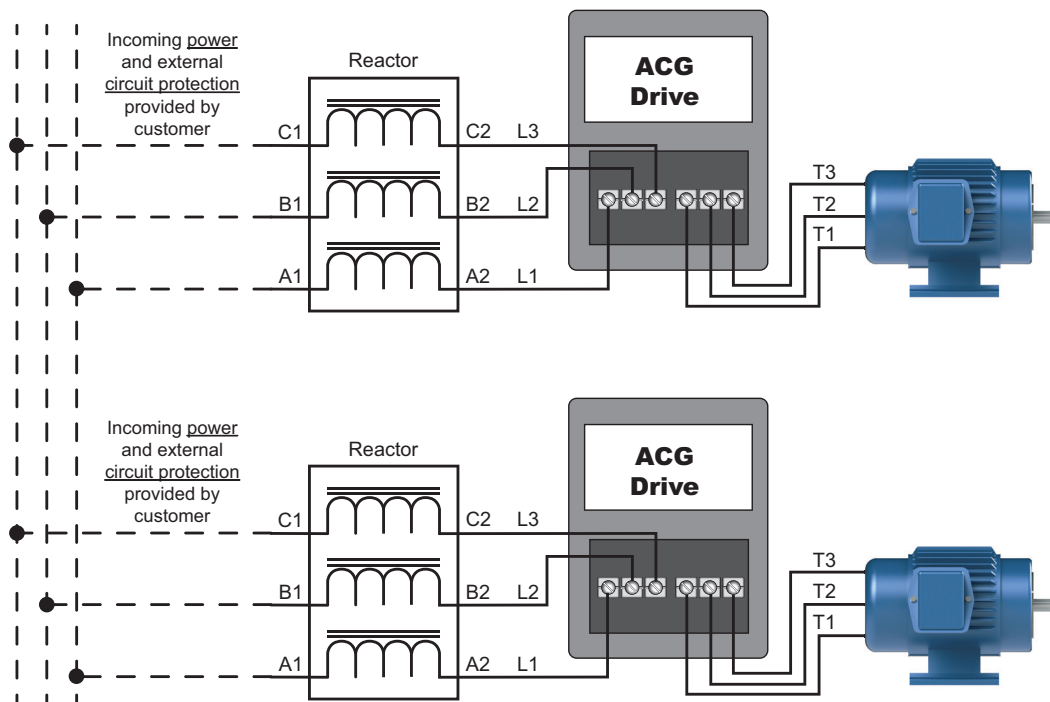 Incoming power
and external
circuit protection
provided by
customer
Reactor
ACG
Drive
C1
C2
L3
B1
B2
L2
A1
A2
L1
T3
T2
T1
Incoming power
and external
circuit protection
provided by
customer
Reactor
ACG
Drive
C1
C2
L3
B1
B2
L2
A1
A2
L1
T3
T2
T1